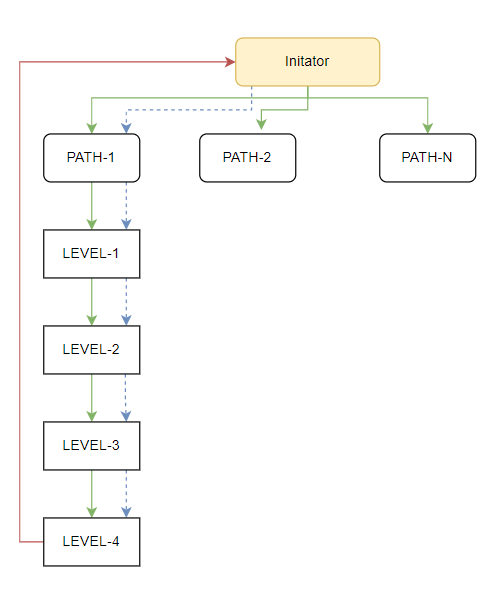 Initator
PATH-1
PATH-2
PATH-N
LEVEL-1
LEVEL-2
LEVEL-3
LEVEL-4